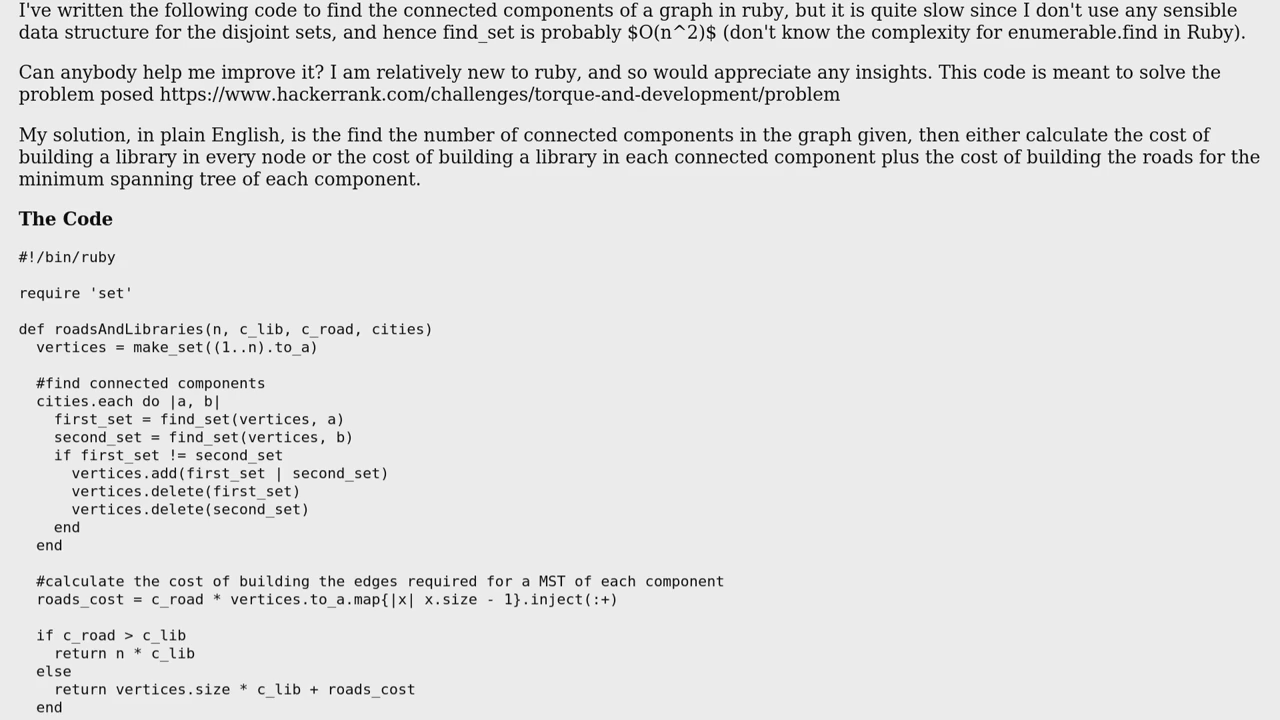 I've written the following code to find the connected components of a graph in ruby, but it is quite slow since I don't use any sensible
data structure for the disjoint sets, and hence find_set is probably $O(n^2)$ (don't know the complexity for enumerable.find in Ruby).
Can anybody help me improve it? I am relatively new to ruby, and so would appreciate any insights. This code is meant to solve the
problem posed https://www.hackerrank.com/challenges/torque-and-development/problem
My solution, in plain English, is the find the number of connected components in the graph given, then either calculate the cost of
building a library in every node or the cost of building a library in each connected component plus the cost of building the roads for the
minimum spanning tree of each component.
The Code
#!/bin/ruby
require 'set'
def roadsAndLibraries(n, c_lib, c_road, cities)
  vertices = make_set((1..n).to_a)
  #find connected components
  cities.each do |a, b|
    first_set = find_set(vertices, a)
    second_set = find_set(vertices, b)
    if first_set != second_set
      vertices.add(first_set | second_set)
      vertices.delete(first_set)
      vertices.delete(second_set)
    end
  end
  #calculate the cost of building the edges required for a MST of each component
  roads_cost = c_road * vertices.to_a.map{|x| x.size - 1}.inject(:+)
  if c_road > c_lib
    return n * c_lib
  else
    return vertices.size * c_lib + roads_cost
  end